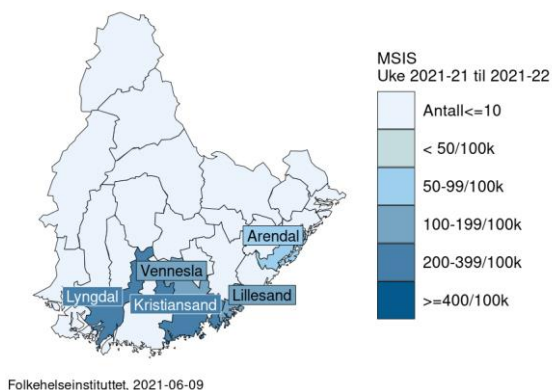 MSIS
Uke 2021-21 til 2021-22
Antall<=10
< 50/100k
50-99/100k
100-199/100k
200-399/100k
>=400/100k
Arendal
Vennesla
Lyngdal
Kristiansand
Lillesand
Folkehelseinstituttet, 2021-06-09